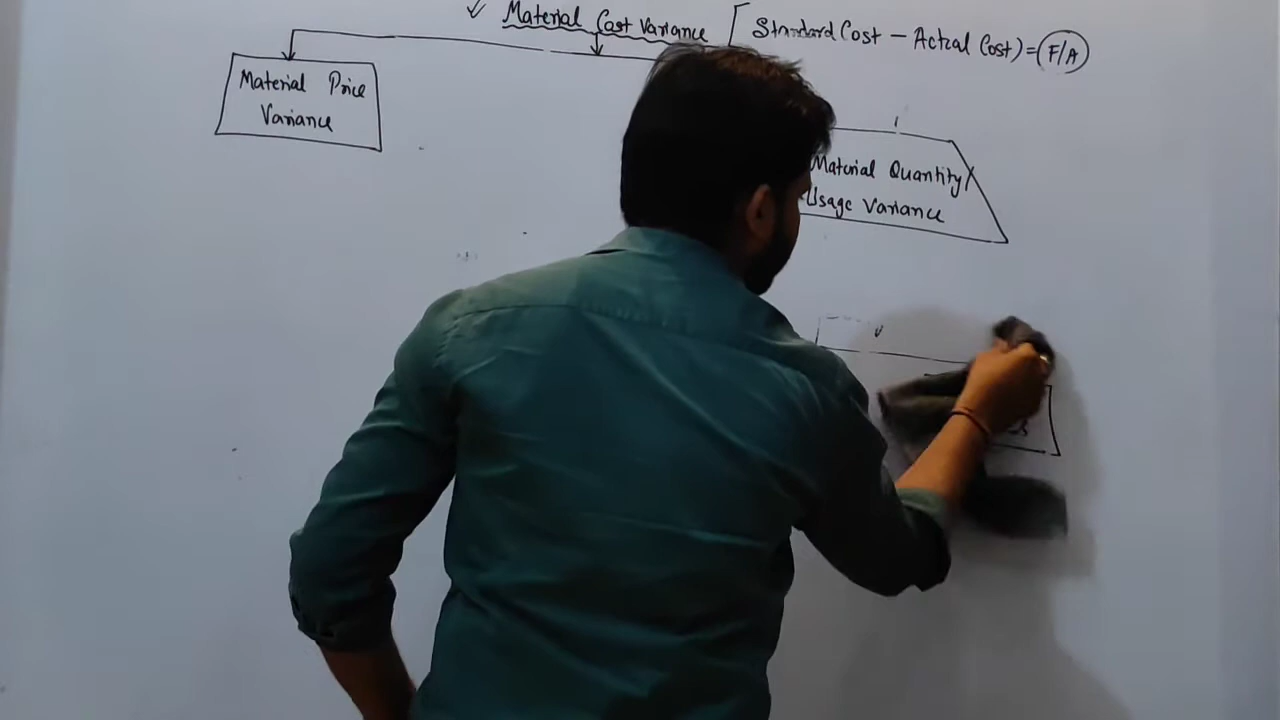 ✓ Material Cost Variance [Standard Cost – Actual Cost) = F/A
Material Price
Variance
Material Quantity/
Usage Variance